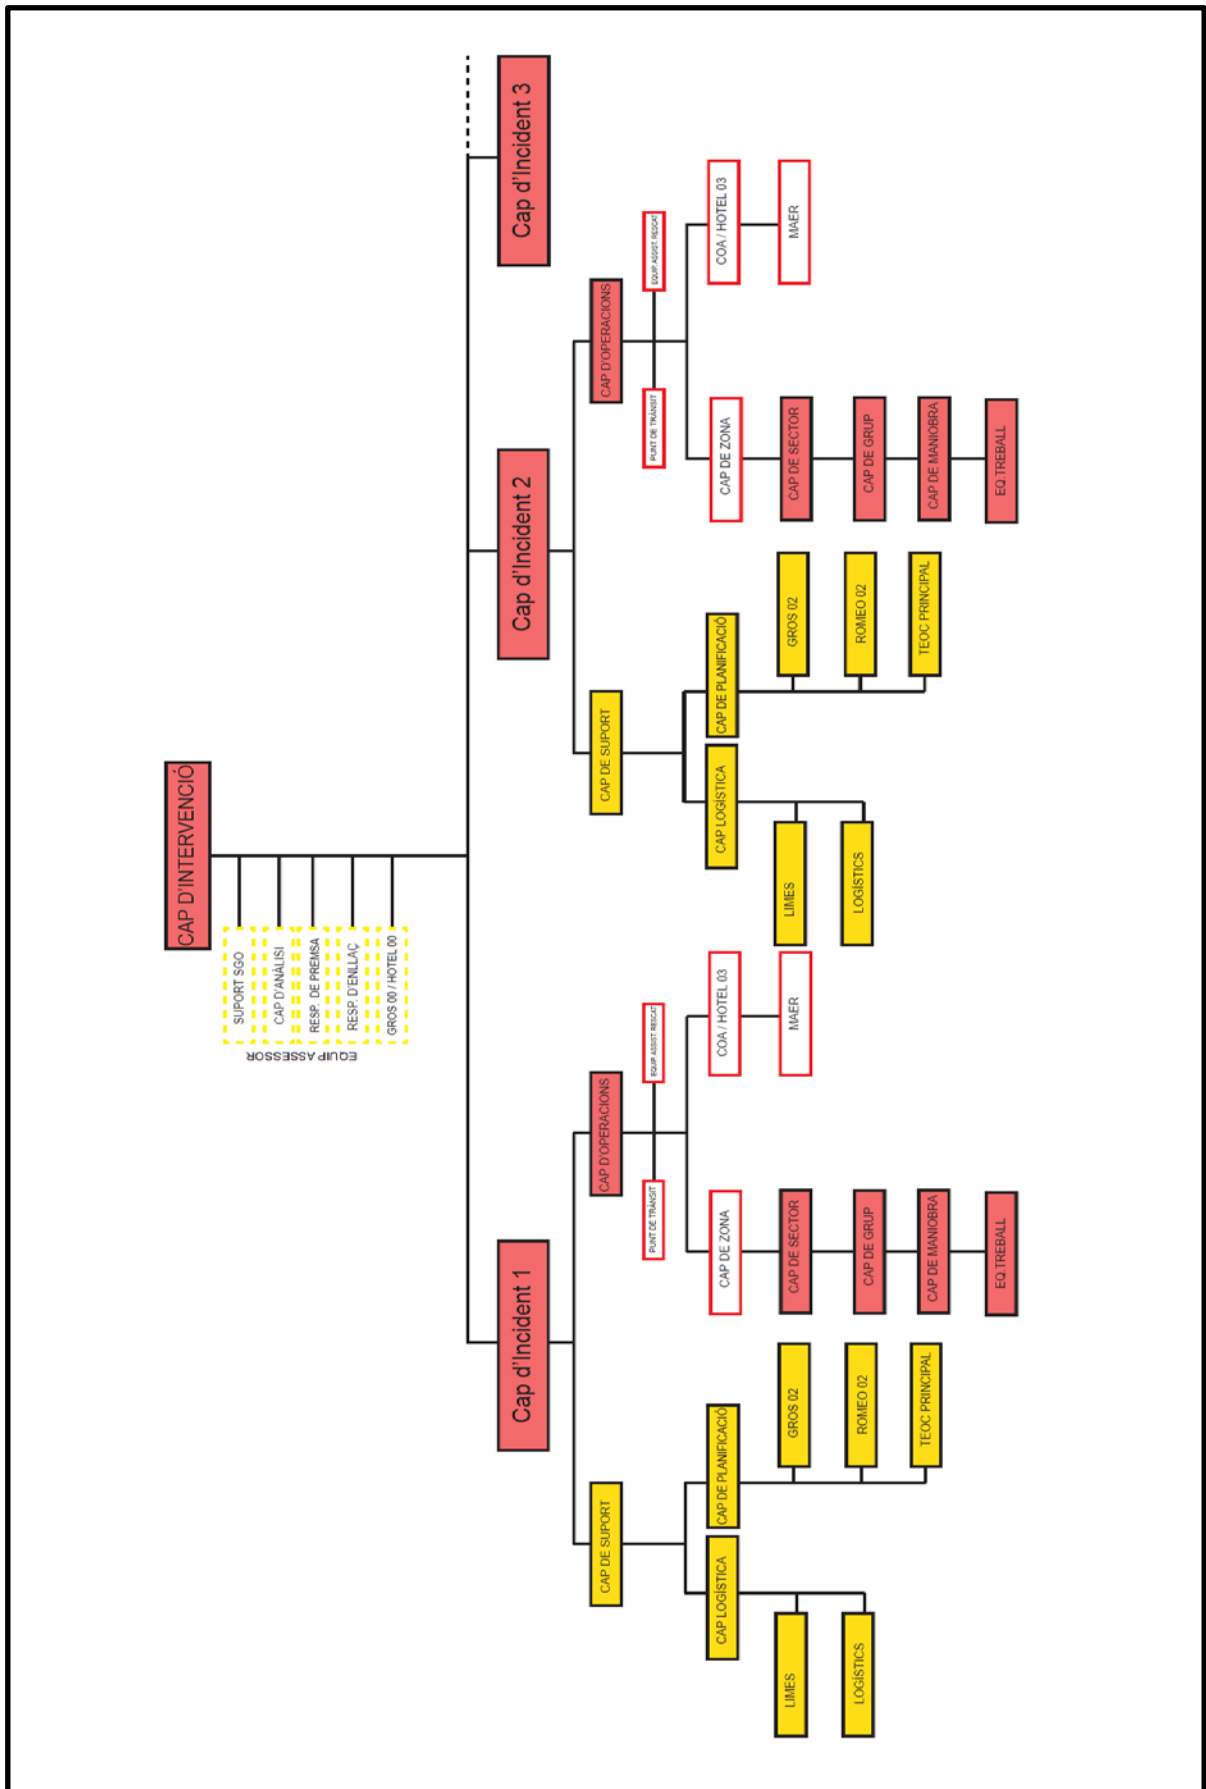 CAP D'INTERVENCIÓ
EQUIP ASSESSOR
SUPORT SGO
CAP D'ANÀLISI
RESP. DE PREMSA
RESP. D'ENLLAÇ
GROS 00 / HOTEL 00
Cap d'Incident 1
Cap d'Incident 2
Cap d'Incident 3
CAP DE SUPORT
CAP D'OPERACIONS
CAP DE SUPORT
CAP D'OPERACIONS
PUNT DE TRÀNSIT
EQUIP. ASSIST. RESCAT
PUNT DE TRÀNSIT
EQUIP. ASSIST. RESCAT
CAP LOGÍSTICA
CAP DE PLANIFICACIÓ
CAP DE ZONA
COA / HOTEL 03
CAP LOGÍSTICA
CAP DE PLANIFICACIÓ
CAP DE ZONA
COA / HOTEL 03
LIMES
GROS 02
CAP DE SECTOR
MAER
LIMES
GROS 02
CAP DE SECTOR
MAER
LOGÍSTICS
ROMEO 02
CAP DE GRUP
LOGÍSTICS
ROMEO 02
CAP DE GRUP
TEOC PRINCIPAL
CAP DE MANIOBRA
TEOC PRINCIPAL
CAP DE MANIOBRA
EQ.TREBALL
EQ.TREBALL